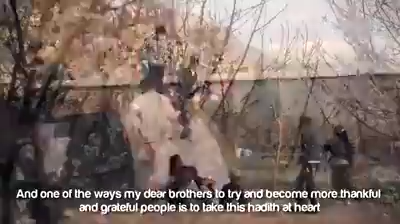 And one of the ways my dear brothers to try and become more thankful
and grateful people is to take this hadith at heart